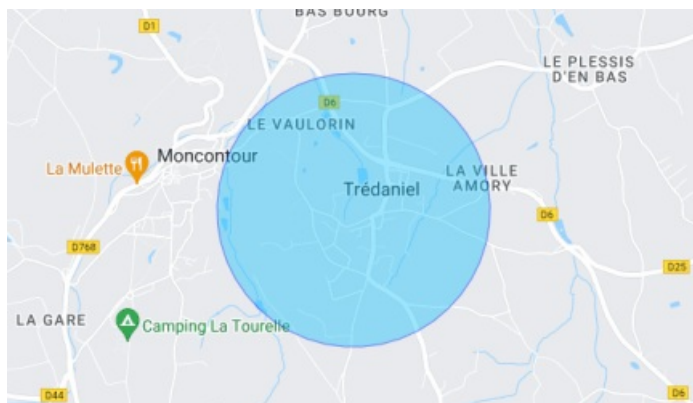 BAS BOURG
D1
LE PLESSIS
D'EN BAS
D6
LE VAULORIN
Moncontour
La Mulette
LA VILLE
AMORY
Trédaniel
D6
D768
D25
LA GARE
Camping La Tourelle
D44
D6